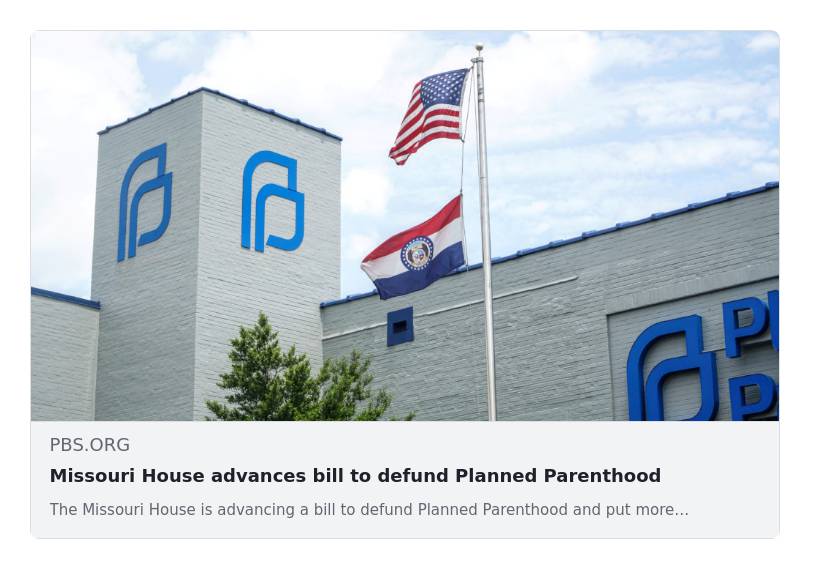 PBS.ORG
Missouri House advances bill to defund Planned Parenthood
The Missouri House is advancing a bill to defund Planned Parenthood and put more...